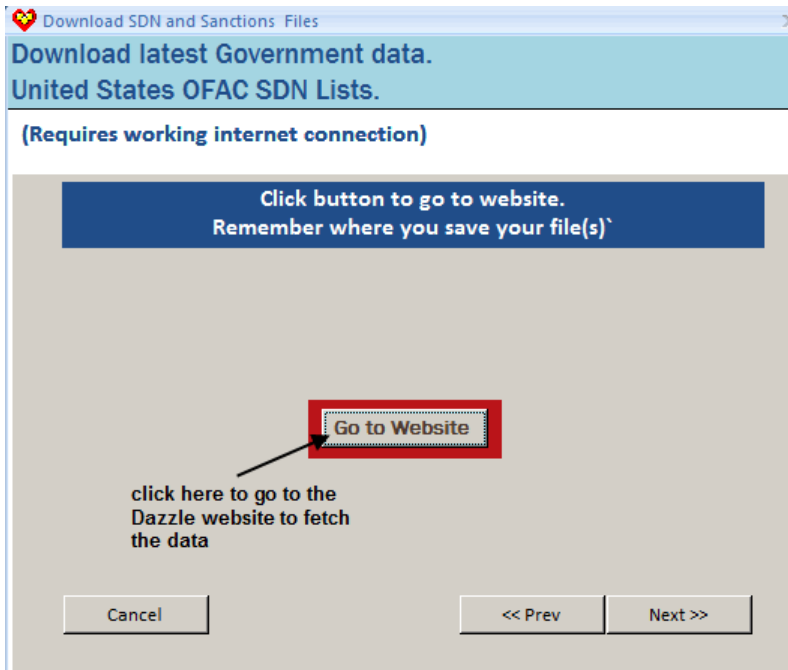 Download SDN and Sanctions Files
Download latest Government data.
United States OFAC SDN Lists.
(Requires working internet connection)
Click button to go to website.
Remember where you save your file(s)`
Go to Website
click here to go to the
Dazzle website to fetch
the data
Cancel
<< Prev
Next >>